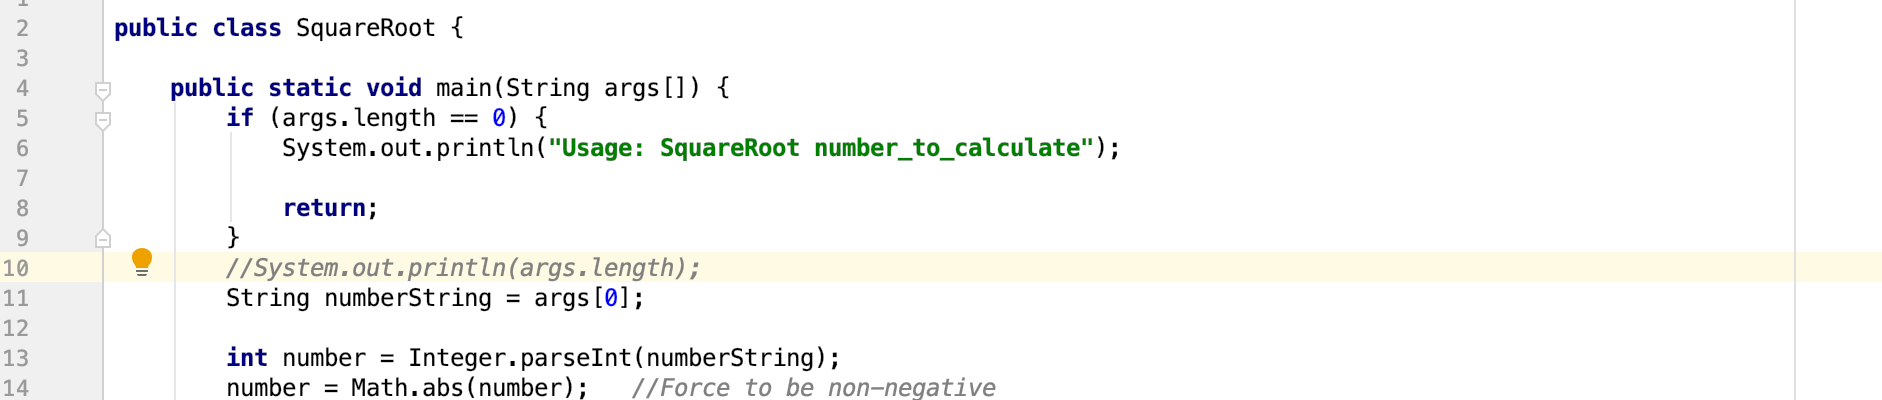 2 public class SquareRoot {
3
4 public static void main(String args[]) {
5 if (args.length == 0) {
6 System.out.println("Usage: SquareRoot number_to_calculate");
7
8 return;
9 }
10 //System.out.println(args.length);
11 String numberString = args[0];
12
13 int number = Integer.parseInt(numberString);
14 number = Math.abs(number); //Force to be non-negative